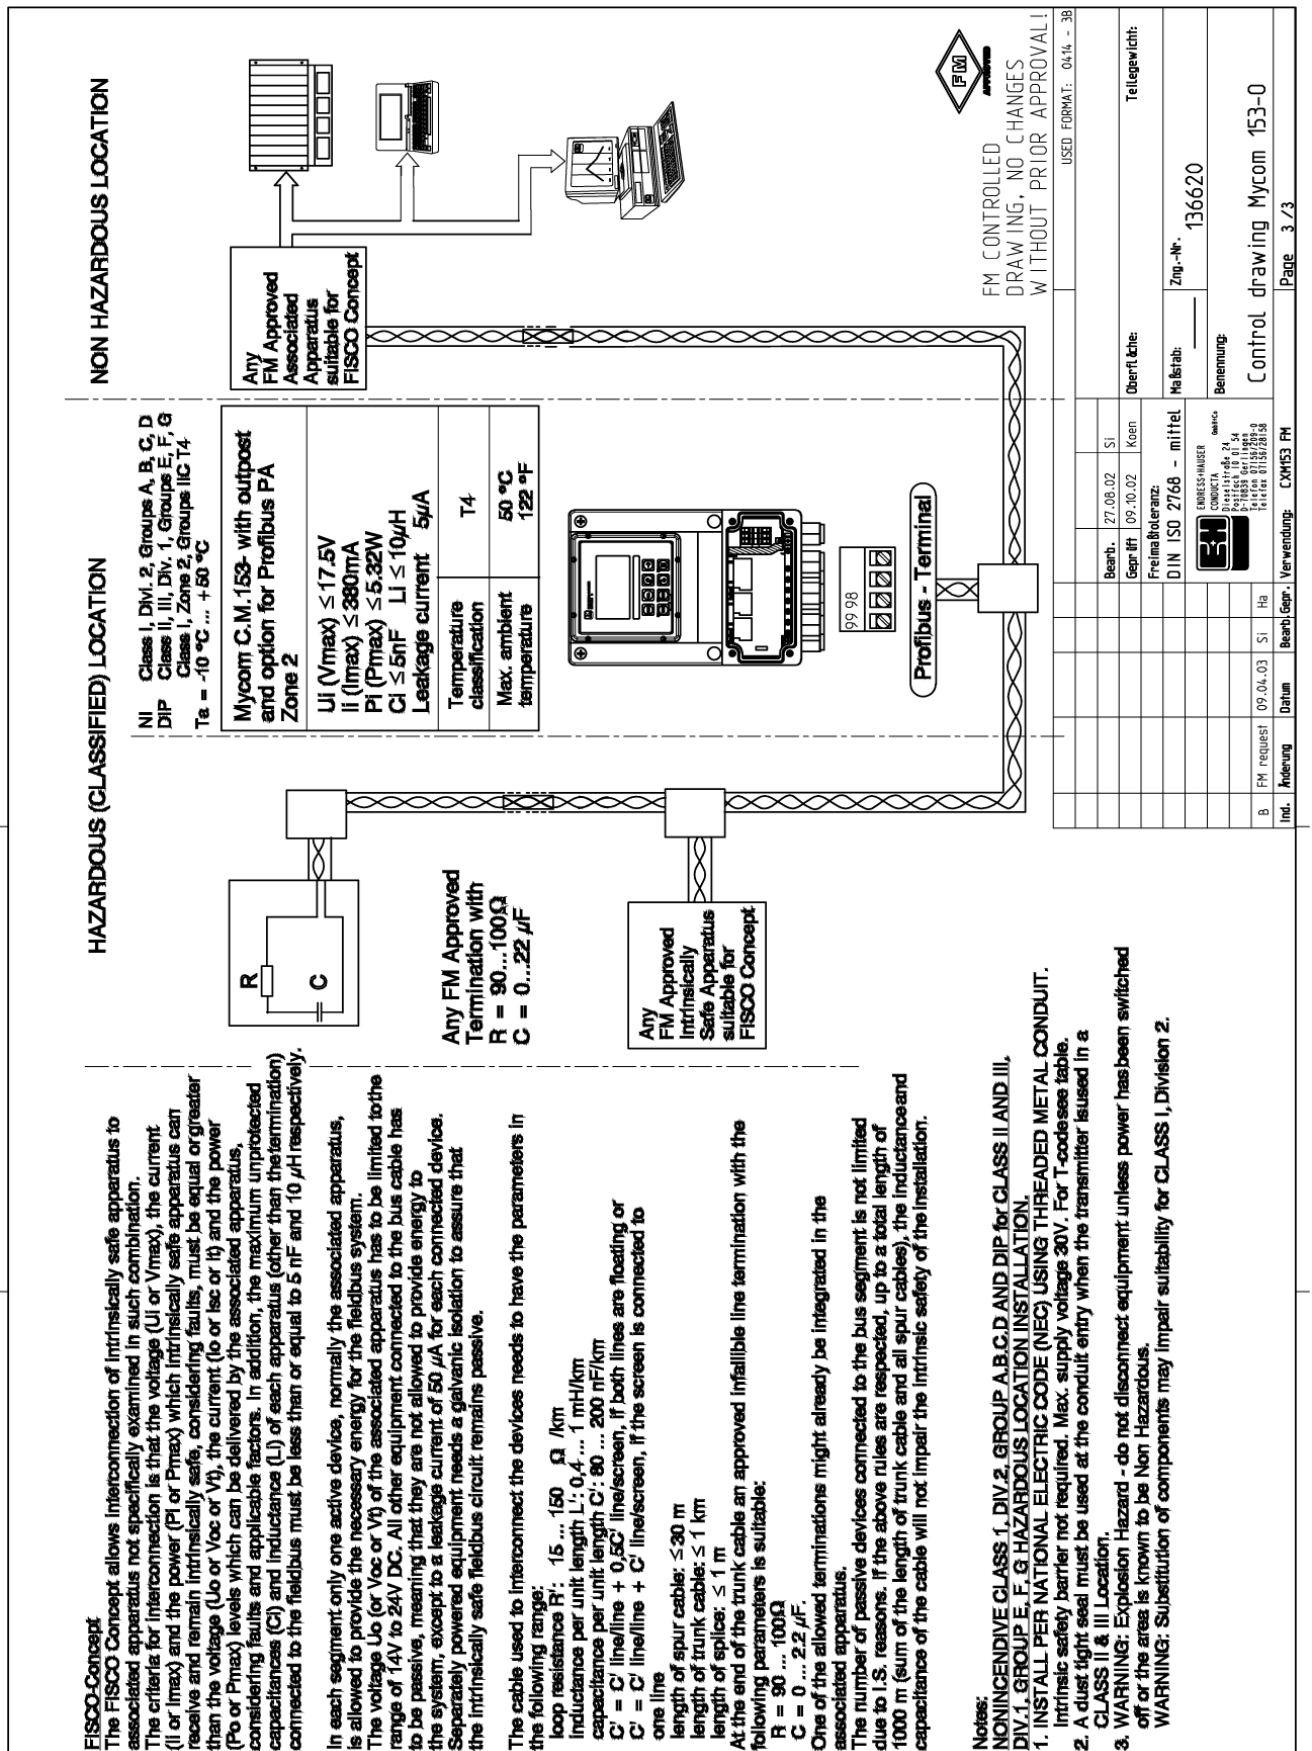 HAZARDOUS (CLASSIFIED) LOCATION
NON HAZARDOUS LOCATION
FISCO-Concept
The FISCO Concept allows interconnection of intrinsically safe apparatus to
associated apparatus not specifically examined in such combination.
The criteria for interconnection is that the voltage (Ui or Vmax), the current
(Ii or Imax) and the power (Pi or Pmax) which intrinsically safe apparatus can
receive and remain intrinsically safe, considering faults, must be equal or greater
than the voltage (Uo or Voc or Vt), the current (Io or Isc or It) and the power
(Po or Pmax) levels which can be delivered by the associated apparatus,
considering faults and applicable factors. In addition, the maximum unprotected
capacitances (Ci) and inductance (Li) of each apparatus (other than the termination)
connected to the fieldbus must be less than or equal to 5 nF and 10 µH respectively.
In each segment only one active device, normally the associated apparatus,
is allowed to provide the necessary energy for the fieldbus system.
The voltage Uo (or Voc or Vt) of the associated apparatus has to be limited to the
range of 14V to 24V DC. All other equipment connected to the bus cable has
to be passive, meaning that they are not allowed to provide energy to
the system, except to a leakage current of 50 µA for each connected device.
Separately powered equipment needs a galvanic isolation to assure that
the intrinsically safe fieldbus circuit remains passive.
The cable used to interconnect the devices needs to have the parameters in
the following range:
loop resistance R': 15 ... 150 Ω /km
inductance per unit length L': 0,4 ... 1 mH/km
capacitance per unit length C': 80 ... 200 nF/km
C' = C' line/line + 0,5C' line/screen, if both lines are floating or
C' = C' line/line + C' line/screen, if the screen is connected to
one line
length of spur cable: ≤30 m
length of trunk cable: ≤ 1 km
length of splice: ≤ 1 m
At the end of the trunk cable an approved infallible line termination with the
following parameters is suitable:
R = 90 ... 100Ω
C = 0 ... 2.2 µF.
One of the allowed terminations might already be integrated in the
associated apparatus.
The number of passive devices connected to the bus segment is not limited
due to I.S. reasons. If the above rules are respected, up to a total length of
1000 m (sum of the length of trunk cable and all spur cables), the inductance and
capacitance of the cable will not impair the intrinsic safety of the installation.
Notes:
NONINCENDIVE CLASS 1, DIV.2, GROUP A,B,C,D AND DIP for CLASS II AND III,
DIV.1, GROUP E, F, G HAZARDOUS LOCATION INSTALLATION.
1. INSTALL PER NATIONAL ELECTRIC CODE (NEC) USING THREADED METAL CONDUIT.
Intrinsic safety barrier not required. Max. supply voltage 30V. For T-code see table.
2. A dust tight seal must be used at the conduit entry when the transmitter is used in a
CLASS II & III Location.
3. WARNING: Explosion Hazard - do not disconnect equipment unless power has been switched
off or the area is known to be Non Hazardous.
WARNING: Substitution of components may impair suitability for CLASS I, Division 2.
R
C
Any FM Approved
Termination with
R = 90...100Ω
C = 0...22 µF
Any
FM Approved
Intrinsically
Safe Apparatus
suitable for
FISCO Concept
NI Class I, Divi. 2, Groups A, B, C, D
DIP Class II, III, Div. 1, Groups E, F, G
Class I, Zone 2, Groups IIC T4
Ta = -10 °C ... +50 °C
Mycom C.M.153- with outpost
and option for Profibus PA
Zone 2
Ui (Vmax) ≤17.5V
Ii (Imax) ≤380mA
Pi (Pmax) ≤5.32W
Ci ≤5nF Li ≤10µH
Leakage current 5µA
Temperature
classification
T4
Max. ambient
temperature
50 °C
122 °F
99 98
Profibus - Terminal
Any
FM Approved
Associated
Apparatus
suitable for
FISCO Concept
FM
APPROVED
FM CONTROLLED
DRAWING, NO CHANGES
WITHOUT PRIOR APPROVAL!
USED FORMAT: 0414 - 3B
Bearb. 27.08.02 Si
Geprüft 09.10.02 Koen
Oberfläche:
Teilegewicht:
Freimaßtoleranz:
DIN ISO 2768 - mittel
Maßstab:
Zng.-Nr.
136620
E+H
ENDRESS+HAUSER
CONDUCTA GmbH+Co
Dieselstraße 24
Postfach 10 01 54
D-70839 Gerlingen
Telefon 07156/209-0
Telefax 07156/28158
Benennung:
Control drawing Mycom 153-O
B FM request 09.04.03 Si Ha
Ind. Änderung Datum Bearb. Gepr. Verwendung: CXM153 FM
Page 3 /3